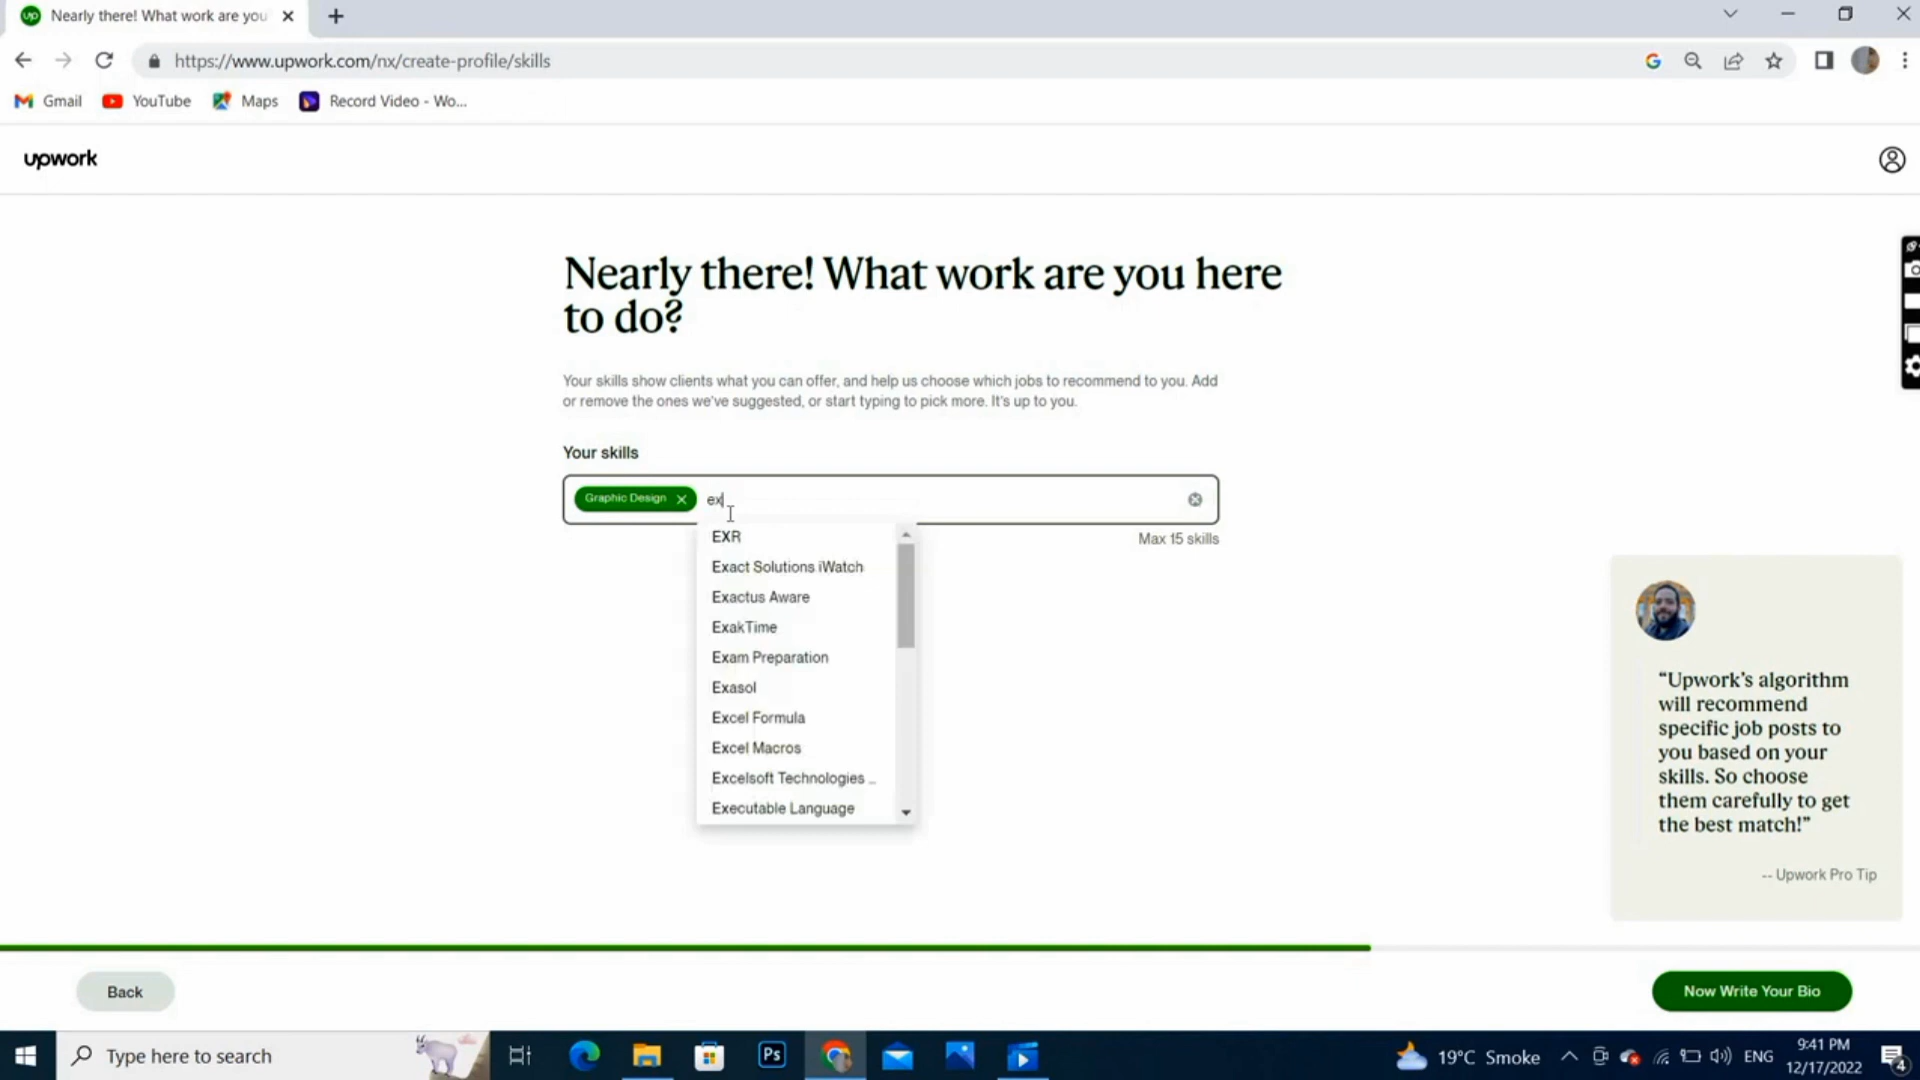 up Nearly there! What work are you
https://www.upwork.com/nx/create-profile/skills
Gmail YouTube Maps Record Video - Wo...
upwork
Nearly there! What work are you here
to do?
Your skills show clients what you can offer, and help us choose which jobs to recommend to you. Add
or remove the ones we've suggested, or start typing to pick more. It's up to you.
Your skills
Graphic Design ex
Max 15 skills
EXR
Exact Solutions iWatch
Exactus Aware
ExakTime
Exam Preparation
Exasol
Excel Formula
Excel Macros
Excelsoft Technologies ...
Executable Language
"Upwork's algorithm
will recommend
specific job posts to
you based on your
skills. So choose
them carefully to get
the best match!"
-- Upwork Pro Tip
Back
Now Write Your Bio
Type here to search
Ps
19°C Smoke
ENG
9:41 PM
12/17/2022
4